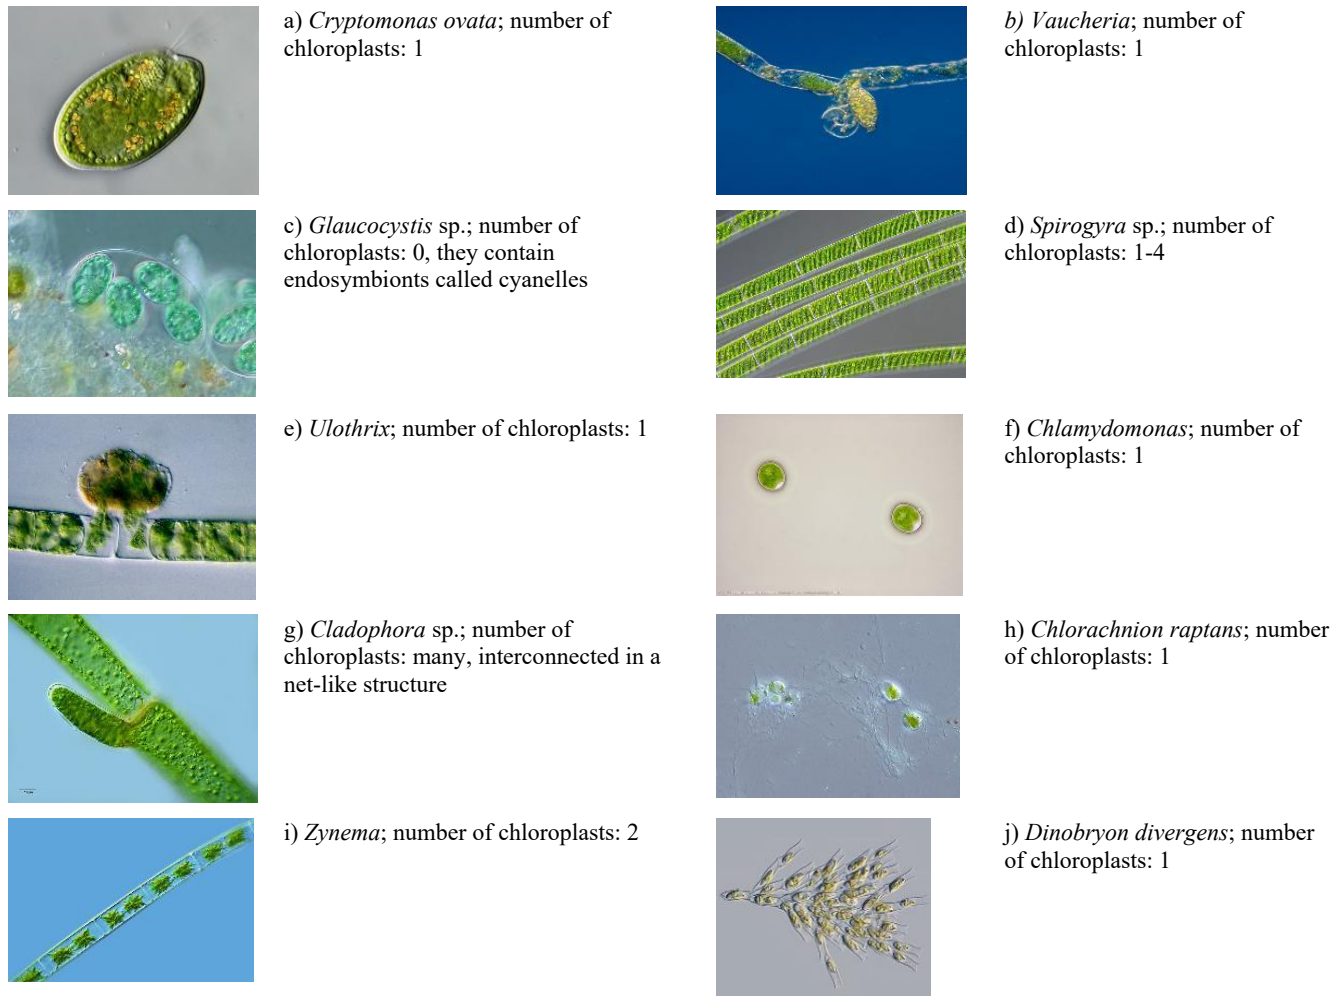 a) Cryptomonas ovata; number of
chloroplasts: 1
b) Vaucheria; number of
chloroplasts: 1
c) Glaucocystis sp.; number of
chloroplasts: 0, they contain
endosymbionts called cyanelles
d) Spirogyra sp.; number of
chloroplasts: 1-4
e) Ulothrix; number of chloroplasts: 1
f) Chlamydomonas; number of
chloroplasts: 1
g) Cladophora sp.; number of
chloroplasts: many, interconnected in a
net-like structure
h) Chlorachnion raptans; number
of chloroplasts: 1
i) Zynema; number of chloroplasts: 2
j) Dinobryon divergens; number
of chloroplasts: 1